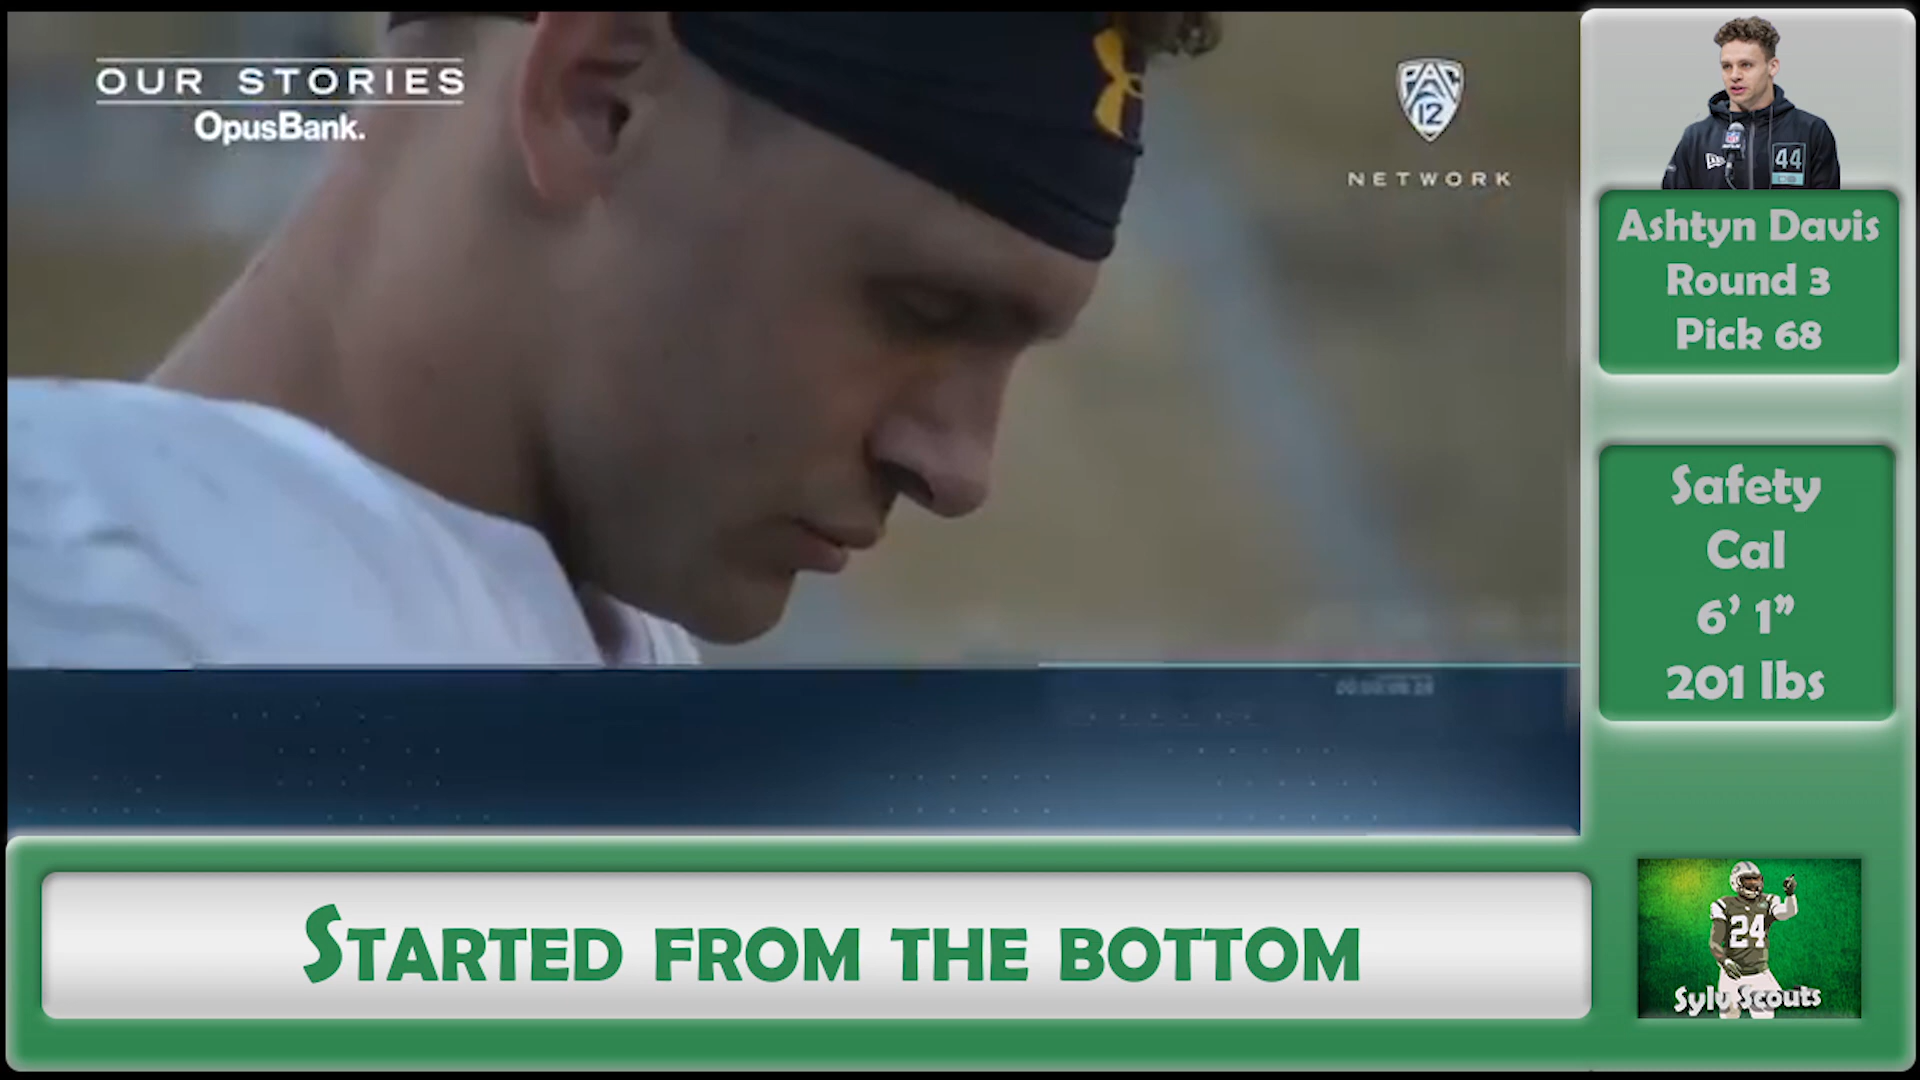 OUR STORIES
OpusBank.
PAC
12
NETWORK
44
Ashtyn Davis
Round 3
Pick 68
Safety
Cal
6’ 1”
201 lbs
STARTED FROM THE BOTTOM
24
Sylv Scouts